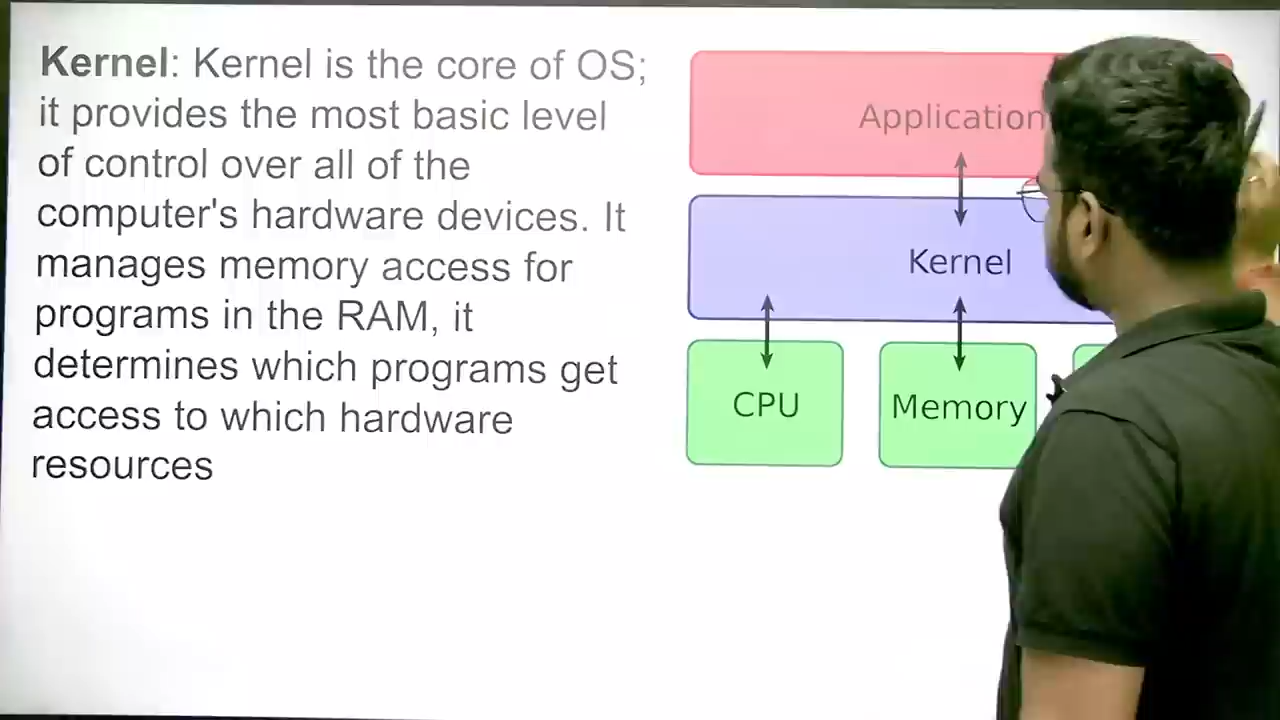 Kernel: Kernel is the core of OS;
it provides the most basic level
of control over all of the
computer's hardware devices. It
manages memory access for
programs in the RAM, it
determines which programs get
access to which hardware
resources
Application
Kernel
CPU
Memory